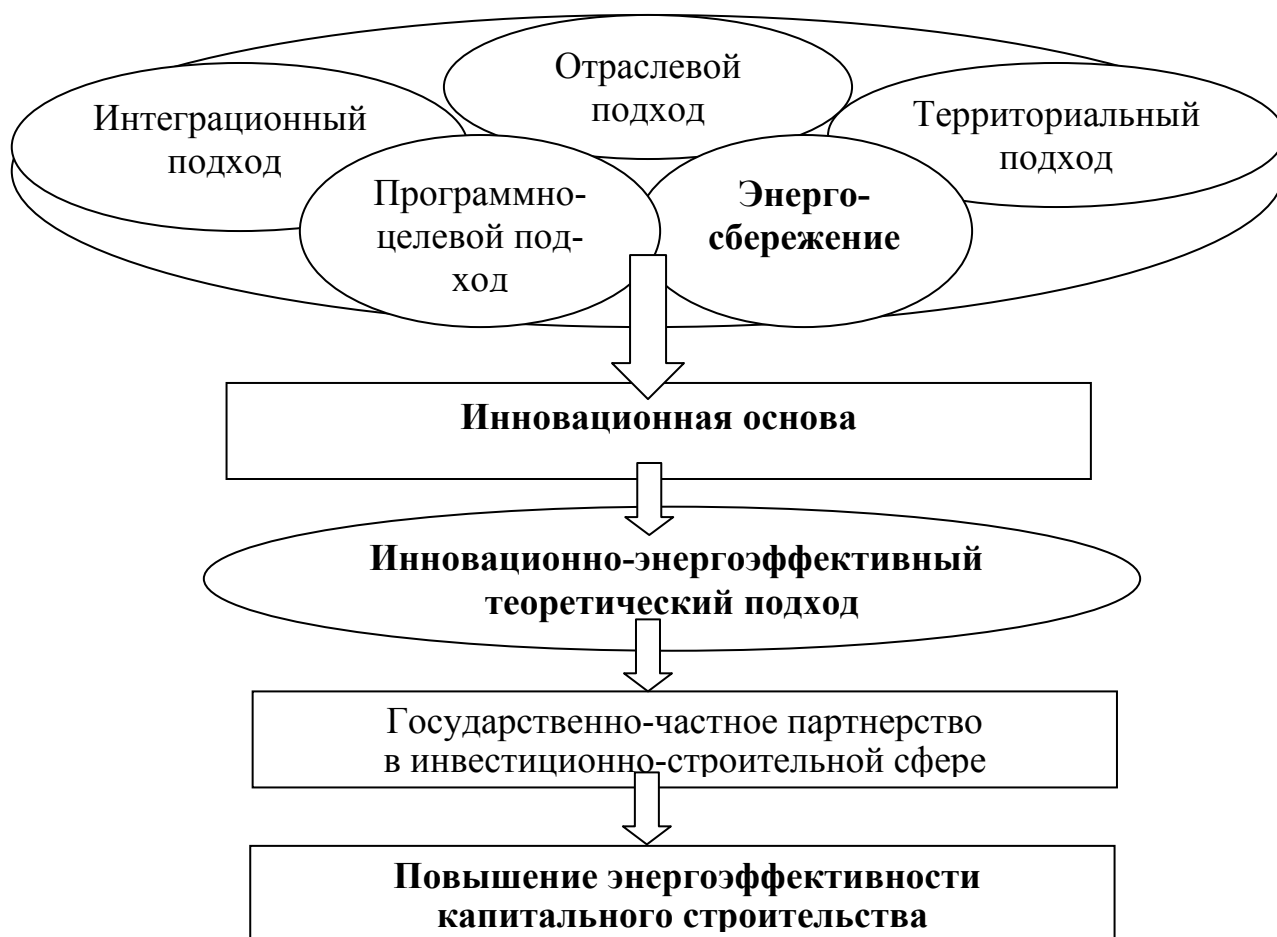 Отраслевой
подход
Интеграционный
подход
Территориальный
подход
Программно-
целевой под-
ход
Энерго-
сбережение
Инновационная основа
Инновационно-энергоэффективный
теоретический подход
Государственно-частное партнерство
в инвестиционно-строительной сфере
Повышение энергоэффективности
капитального строительства